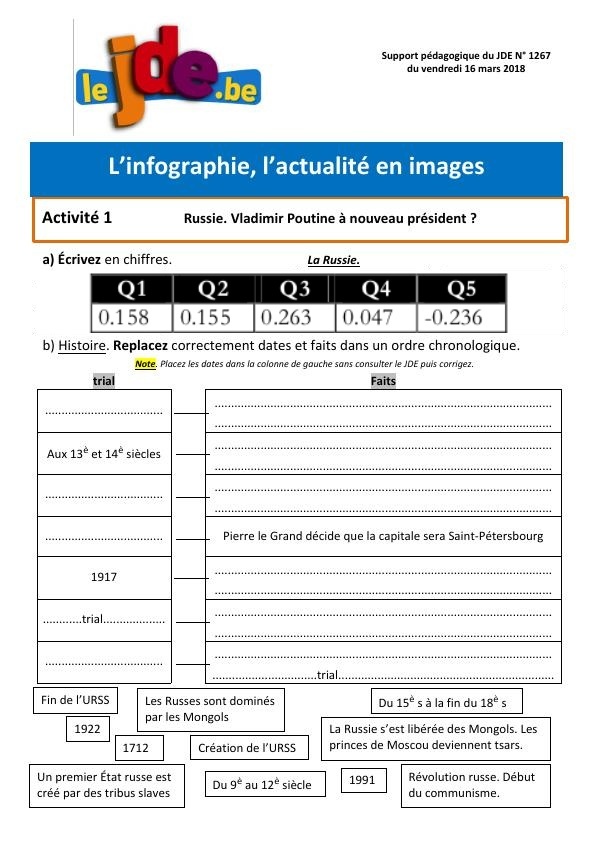 le jde.be
Support pédagogique du JDE N° 1267
du vendredi 16 mars 2018
L’infographie, l’actualité en images
Activité 1 Russie. Vladimir Poutine à nouveau président ?
a) Écrivez en chiffres. La Russie.
Q1 Q2 Q3 Q4 Q5
0.158 0.155 0.263 0.047 -0.236
b) Histoire. Replacez correctement dates et faits dans un ordre chronologique.
Note. Placez les dates dans la colonne de gauche sans consulter le JDE puis corrigez.
trial Faits
Aux 13è et 14è siècles
Pierre le Grand décide que la capitale sera Saint-Pétersbourg
1917
............trial...................
...............................trial................................................................
Fin de l’URSS
Les Russes sont dominés
par les Mongols
Du 15è s à la fin du 18è s
1922
La Russie s’est libérée des Mongols. Les
princes de Moscou deviennent tsars.
1712
Création de l’URSS
Un premier État russe est
créé par des tribus slaves
Du 9è au 12è siècle
1991
Révolution russe. Début
du communisme.